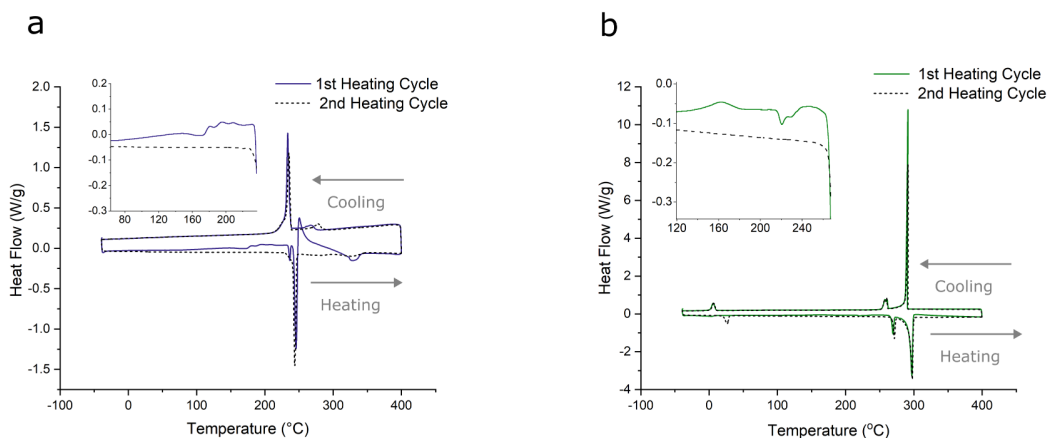 a
1st Heating Cycle
2nd Heating Cycle
2.0
1.5
1.0
0.5
0.0
-0.5
-1.0
-1.5
Heat Flow (W/g)
0.2
0.1
0.0
-0.1
-0.2
-0.3
80 120 160 200
Cooling
Heating
-100 0 100 200 300 400
Temperature (°C)
b
1st Heating Cycle
2nd Heating Cycle
12
10
8
6
4
2
0
-2
-4
Heat Flow (W/g)
0.0
-0.1
-0.2
-0.3
120 160 200 240
Cooling
Heating
-100 0 100 200 300 400
Temperature (°C)